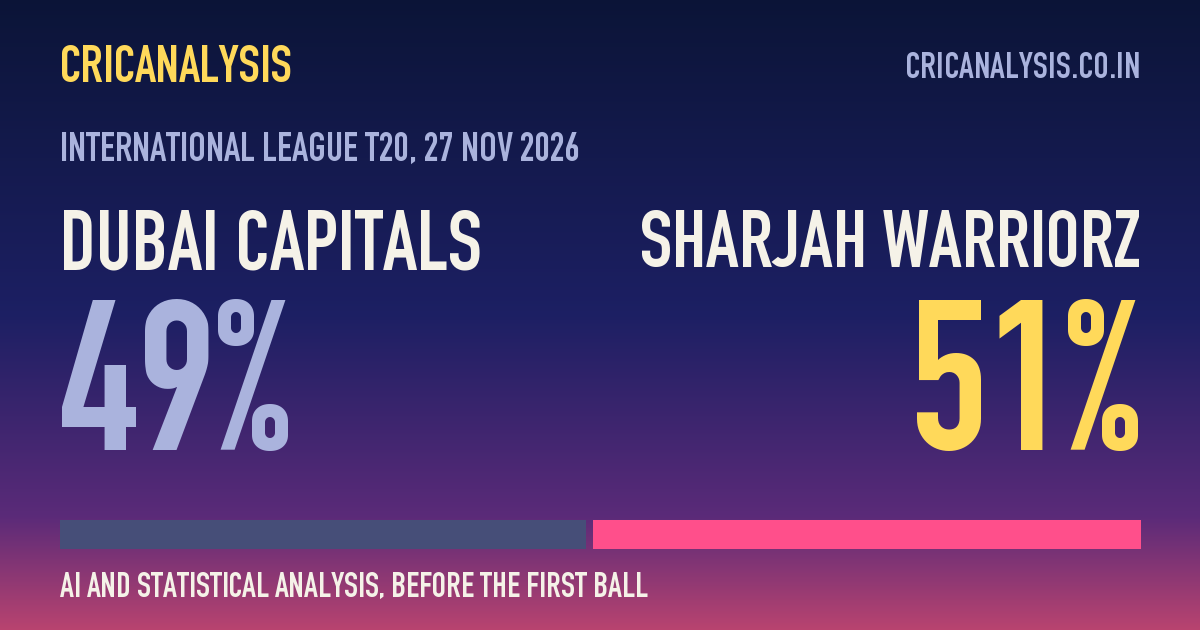 CRICANALYSIS
CRICANALYSIS.CO.IN
INTERNATIONAL LEAGUE T20, 27 NOV 2026
DUBAI CAPITALS
SHARJAH WARRIORZ
49%
51%
AI AND STATISTICAL ANALYSIS, BEFORE THE FIRST BALL